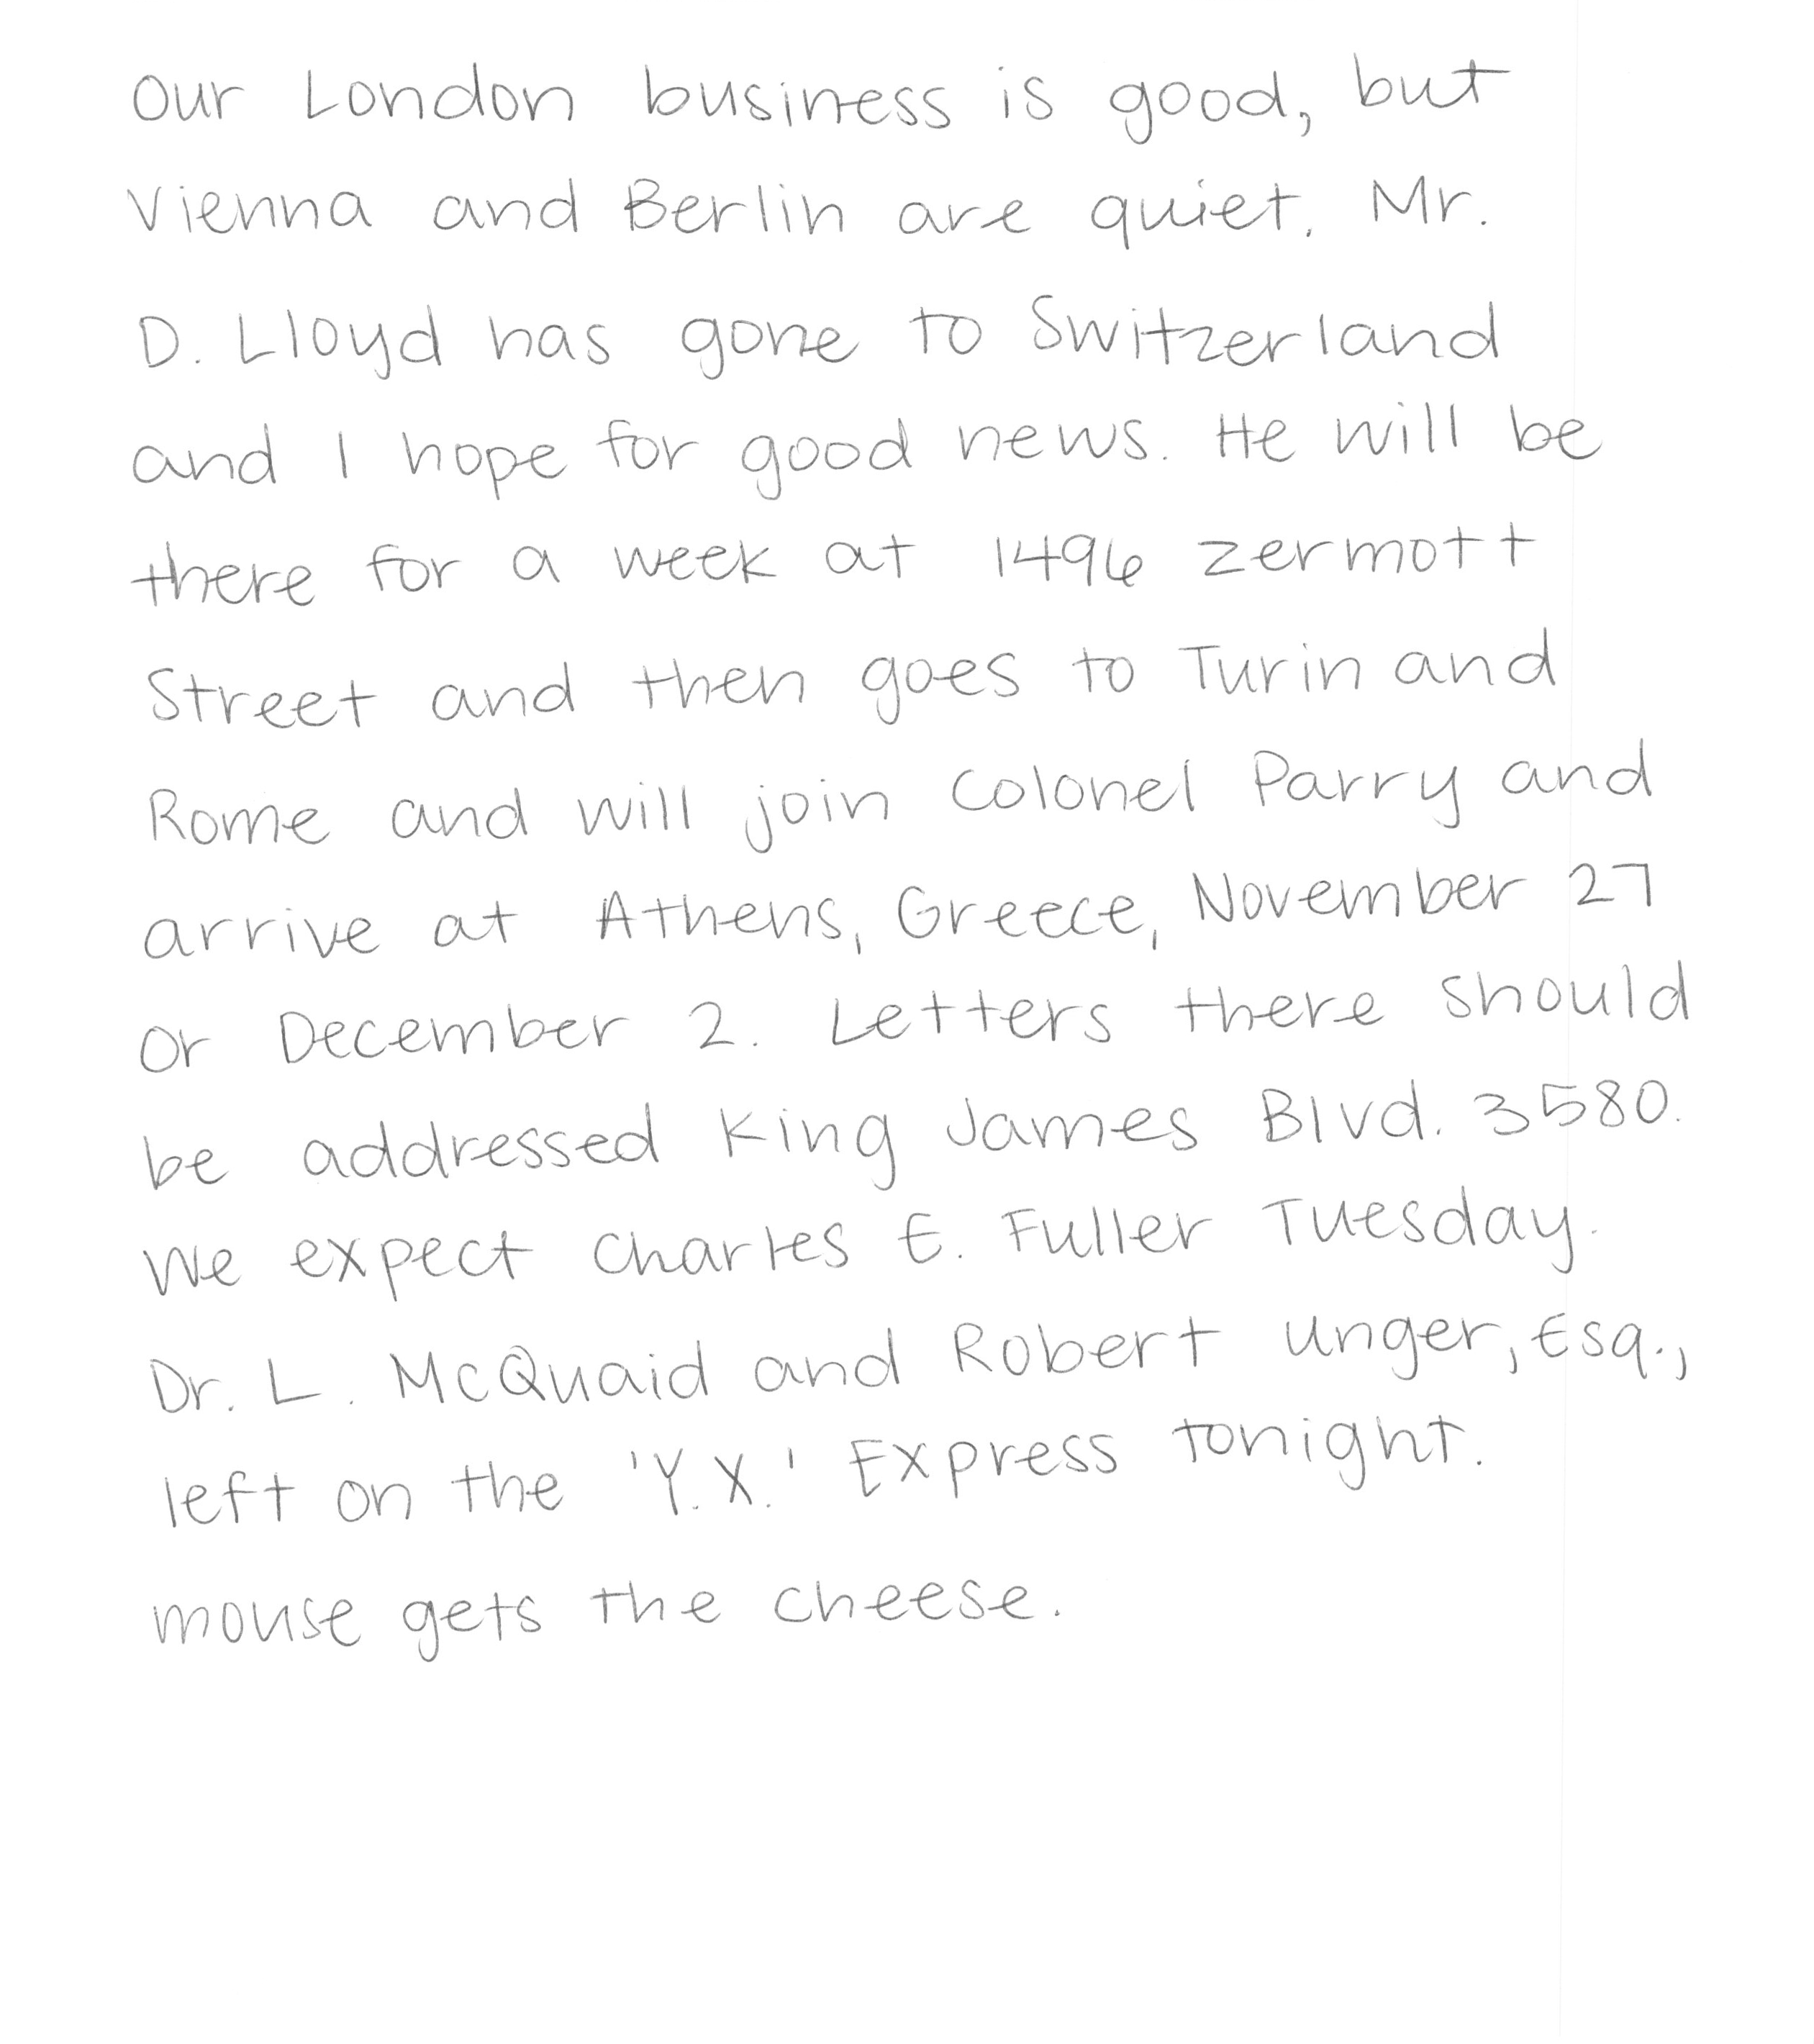 Our London business is good, but
Vienna and Berlin are quiet. Mr.
D. Lloyd has gone to Switzerland
and I hope for good news. He will be
there for a week at 1496 Zermott
Street and then goes to Turin and
Rome and will join Colonel Parry and
arrive at Athens, Greece, November 27
or December 2. Letters there should
be addressed King James Blvd. 3580.
We expect Charles E. Fuller Tuesday.
Dr. L. McQuaid and Robert Unger, Esq.,
left on the 'Y.X.' Express tonight.
mouse gets the cheese.